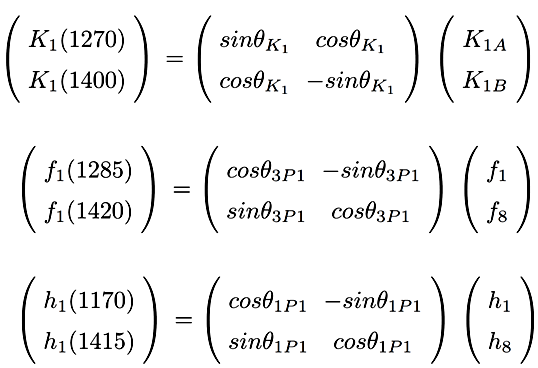 K1(1270) = sinθK1 cosθK1 K1A
K1(1400) cosθK1 −sinθK1 K1B
f1(1285) = cosθ3P1 −sinθ3P1 f1
f1(1420) sinθ3P1 cosθ3P1 f8
h1(1170) = cosθ1P1 −sinθ1P1 h1
h1(1415) sinθ1P1 cosθ1P1 h8